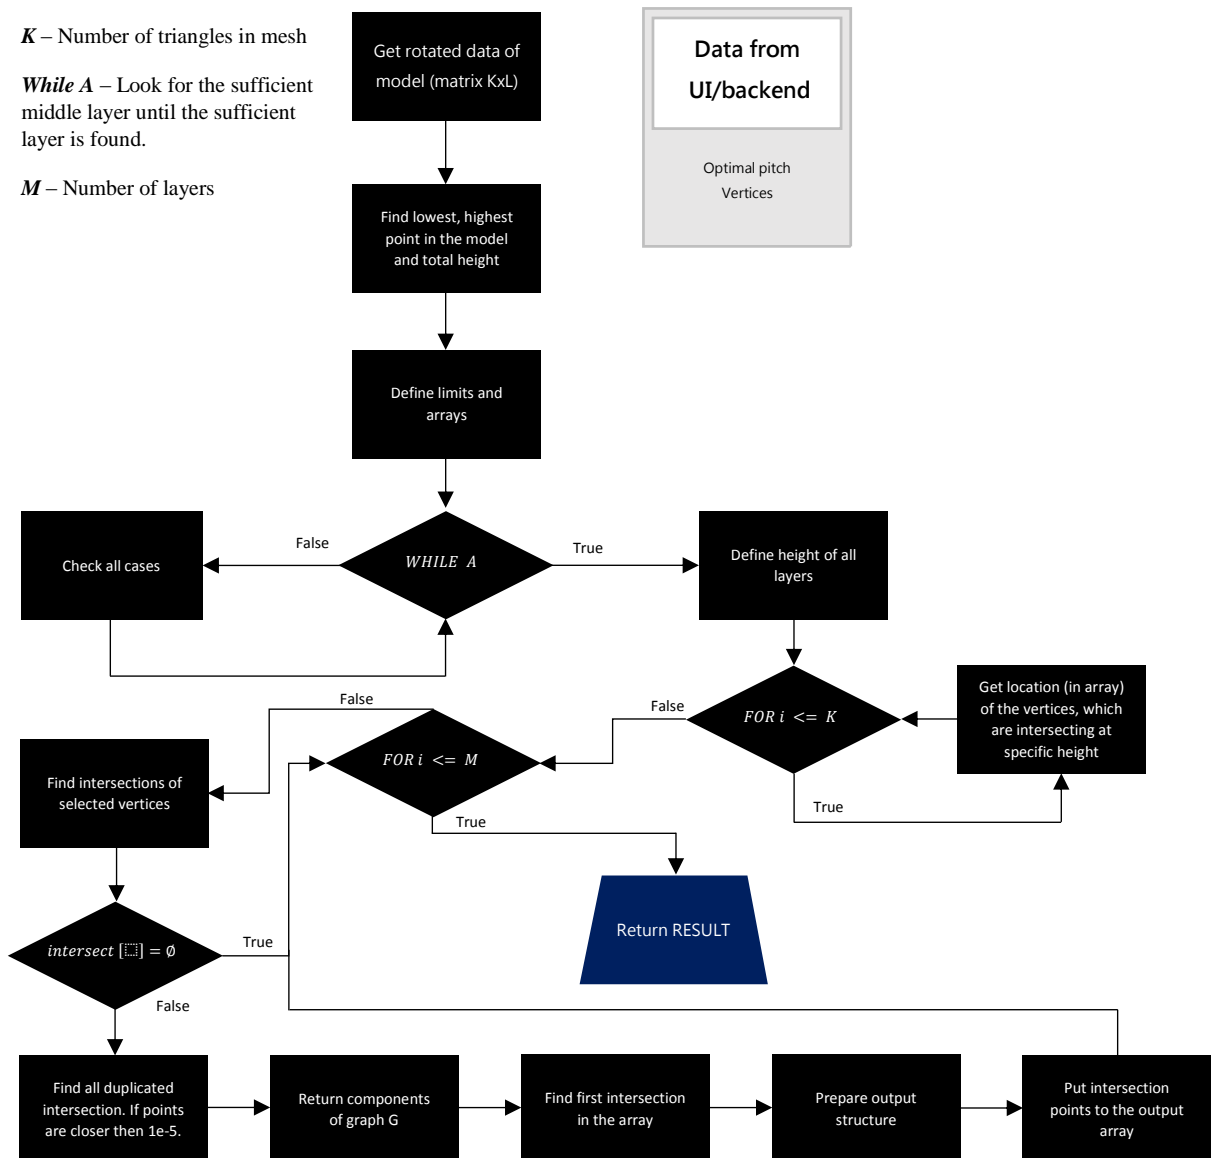 K – Number of triangles in mesh
While A – Look for the sufficient
middle layer until the sufficient
layer is found.
M – Number of layers
Get rotated data of
model (matrix KxL)
Data from
UI/backend
Optimal pitch
Vertices
Find lowest, highest
point in the model
and total height
Define limits and
arrays
WHILE A
False
True
Check all cases
Define height of all
layers
FOR i <= K
False
True
Get location (in array)
of the vertices, which
are intersecting at
specific height
FOR i <= M
False
True
Find intersections of
selected vertices
Return RESULT
intersect [⬚] = ∅
True
False
Find all duplicated
intersection. If points
are closer then 1e-5.
Return components
of graph G
Find first intersection
in the array
Prepare output
structure
Put intersection
points to the output
array